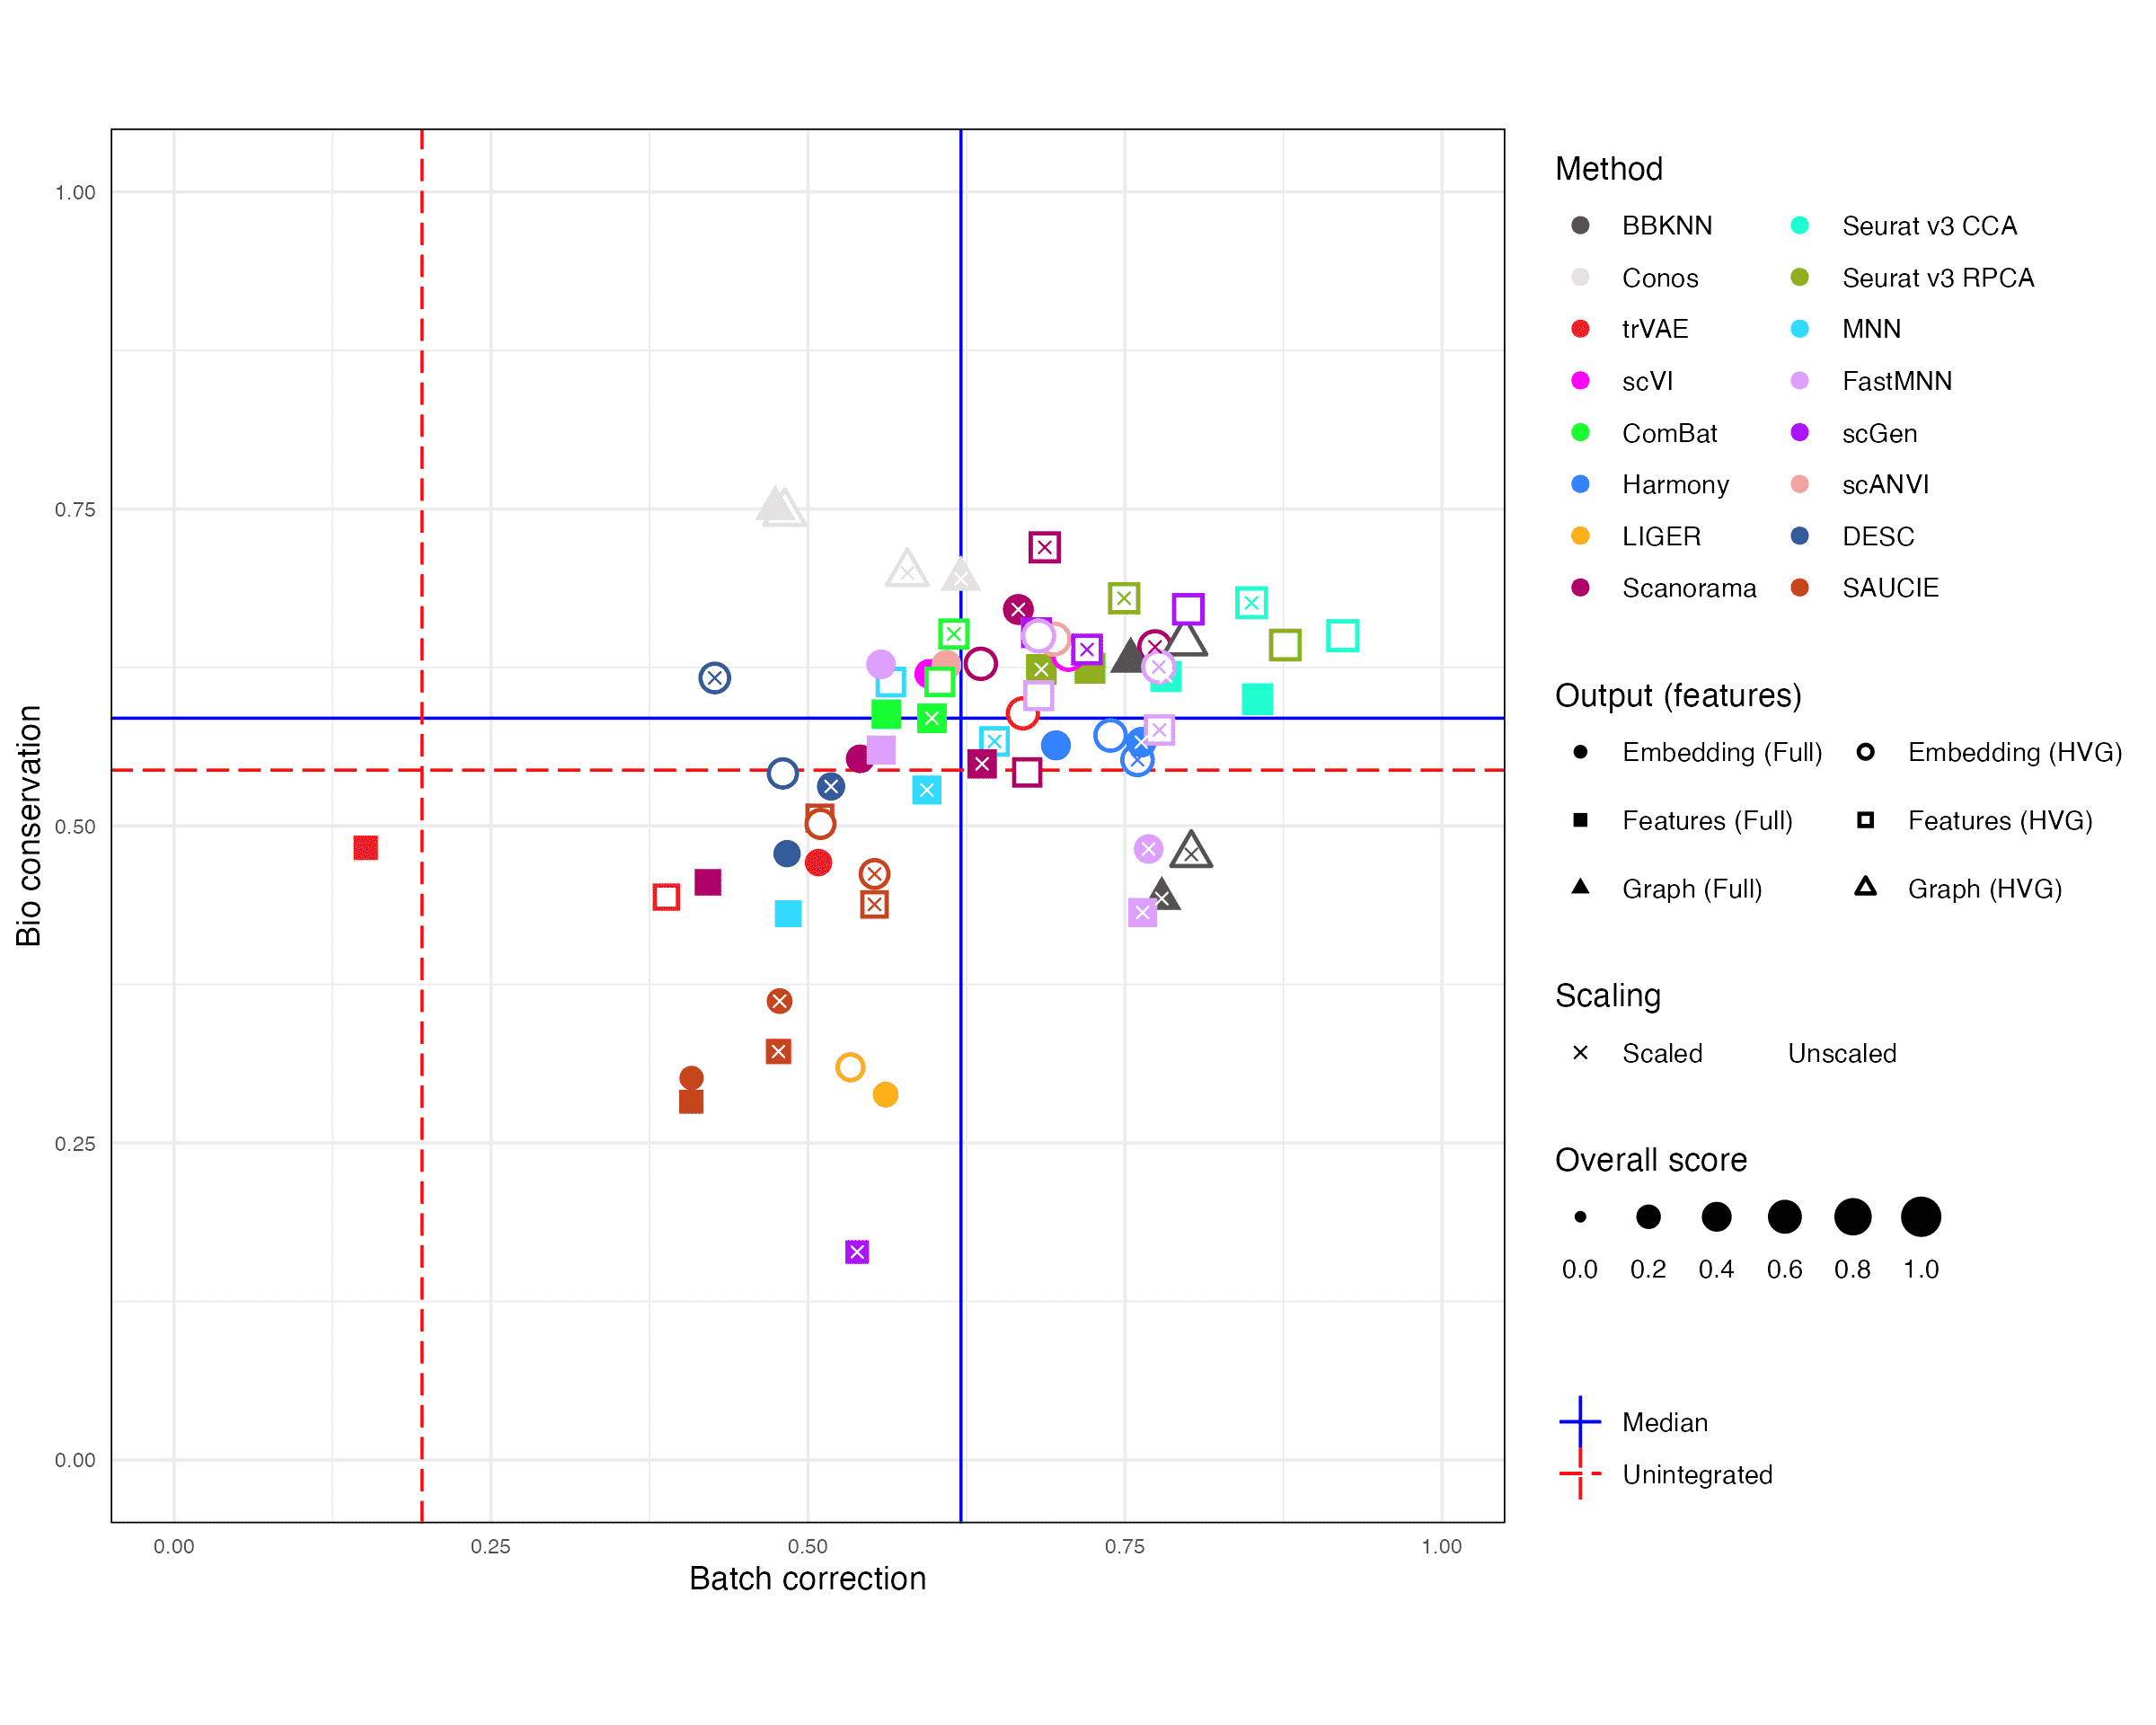 1.00
0.75
0.50
0.25
0.00
Bio conservation
0.00 0.25 0.50 0.75 1.00
Batch correction
Method
BBKNN Seurat v3 CCA
Conos Seurat v3 RPCA
trVAE MNN
scVI FastMNN
ComBat scGen
Harmony scANVI
LIGER DESC
Scanorama SAUCIE
Output (features)
Embedding (Full) Embedding (HVG)
Features (Full) Features (HVG)
Graph (Full) Graph (HVG)
Scaling
Scaled Unscaled
Overall score
0.0 0.2 0.4 0.6 0.8 1.0
Median
Unintegrated